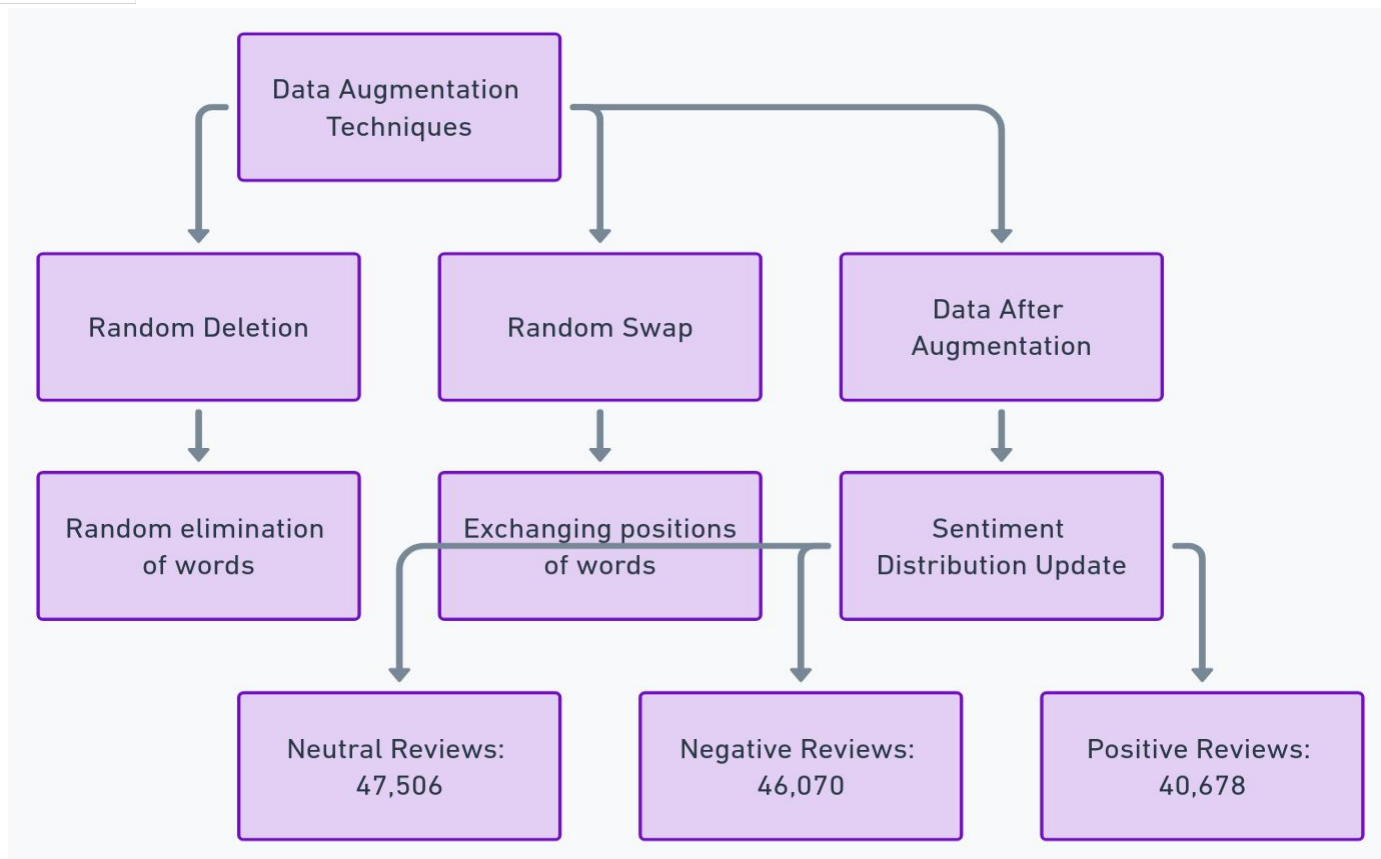 Data Augmentation
Techniques
Random Deletion
Random Swap
Data After
Augmentation
Random elimination
of words
Exchanging positions
of words
Sentiment
Distribution Update
Neutral Reviews:
47,506
Negative Reviews:
46,070
Positive Reviews:
40,678